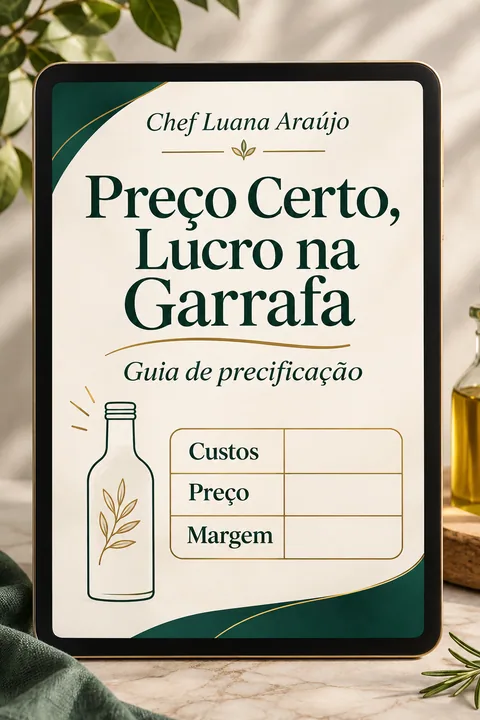 Chef Luana Araújo
Preço Certo,
Lucro na
Garrafa
Guia de precificação
Custos
Preço
Margem